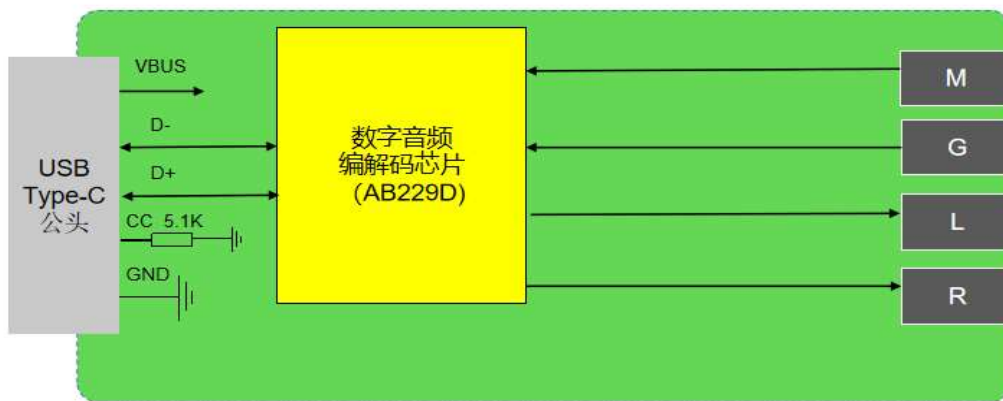 VBUS
D-
D+
CC 5.1K
GND
USB
Type-C
公头
数字音频
编解码芯片
(AB229D)
M
G
L
R